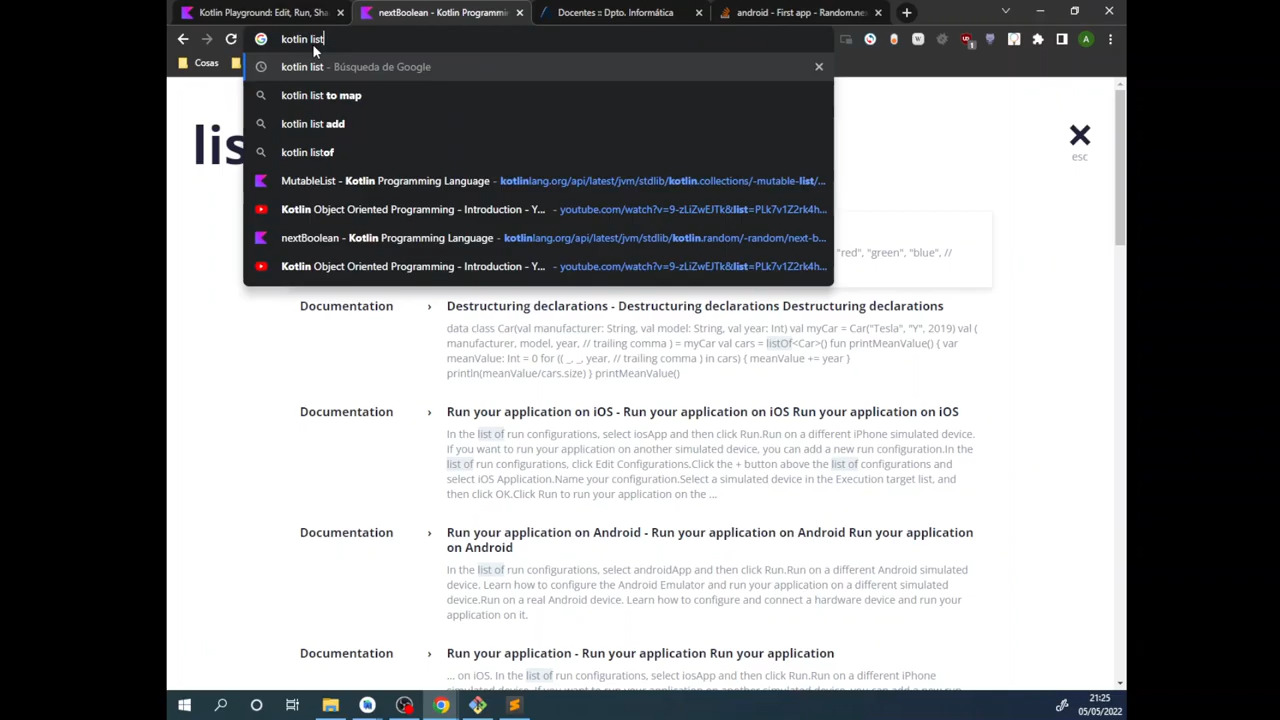 Kotlin Playground: Edit, Run, Sha
nextBoolean - Kotlin Programmi
Docentes :: Dpto. Informática
android - First app - Random.ne
kotlin list
Cosas
kotlin list - Búsqueda de Google
kotlin list to map
kotlin list add
kotlin listof
MutableList - Kotlin Programming Language - kotlinlang.org/api/latest/jvm/stdlib/kotlin.collections/-mutable-list/...
Kotlin Object Oriented Programming - Introduction - Y... - youtube.com/watch?v=9-zLiZwEJTk&list=PLk7v1Z2rk4h...
nextBoolean - Kotlin Programming Language - kotlinlang.org/api/latest/jvm/stdlib/kotlin.random/-random/next-b...
Kotlin Object Oriented Programming - Introduction - Y... - youtube.com/watch?v=9-zLiZwEJTk&list=PLk7v1Z2rk4h...
lis
esc
"red", "green", "blue", //
Documentation › Destructuring declarations - Destructuring declarations Destructuring declarations
data class Car(val manufacturer: String, val model: String, val year: Int) val myCar = Car("Tesla", "Y", 2019) val (
manufacturer, model, year, // trailing comma ) = myCar val cars = listOf<Car>() fun printMeanValue() { var
meanValue: Int = 0 for (( _, _, year, // trailing comma ) in cars) { meanValue += year }
println(meanValue/cars.size) } printMeanValue()
Documentation › Run your application on iOS - Run your application on iOS Run your application on iOS
In the list of run configurations, select iosApp and then click Run.Run on a different iPhone simulated device.
If you want to run your application on another simulated device, you can add a new run configuration.In the
list of run configurations, click Edit Configurations.Click the + button above the list of configurations and
select iOS Application.Name your configuration.Select a simulated device in the Execution target list, and
then click OK.Click Run to run your application on the ...
Documentation › Run your application on Android - Run your application on Android Run your application
on Android
In the list of run configurations, select androidApp and then click Run.Run on a different Android simulated
device. Learn how to configure the Android Emulator and run your application on a different simulated
device.Run on a real Android device. Learn how to configure and connect a hardware device and run your
application on it.
Documentation › Run your application - Run your application Run your application
... on iOS. In the list of run configurations, select iosApp and then click Run.Run on a different iPhone
21:25
05/05/2022